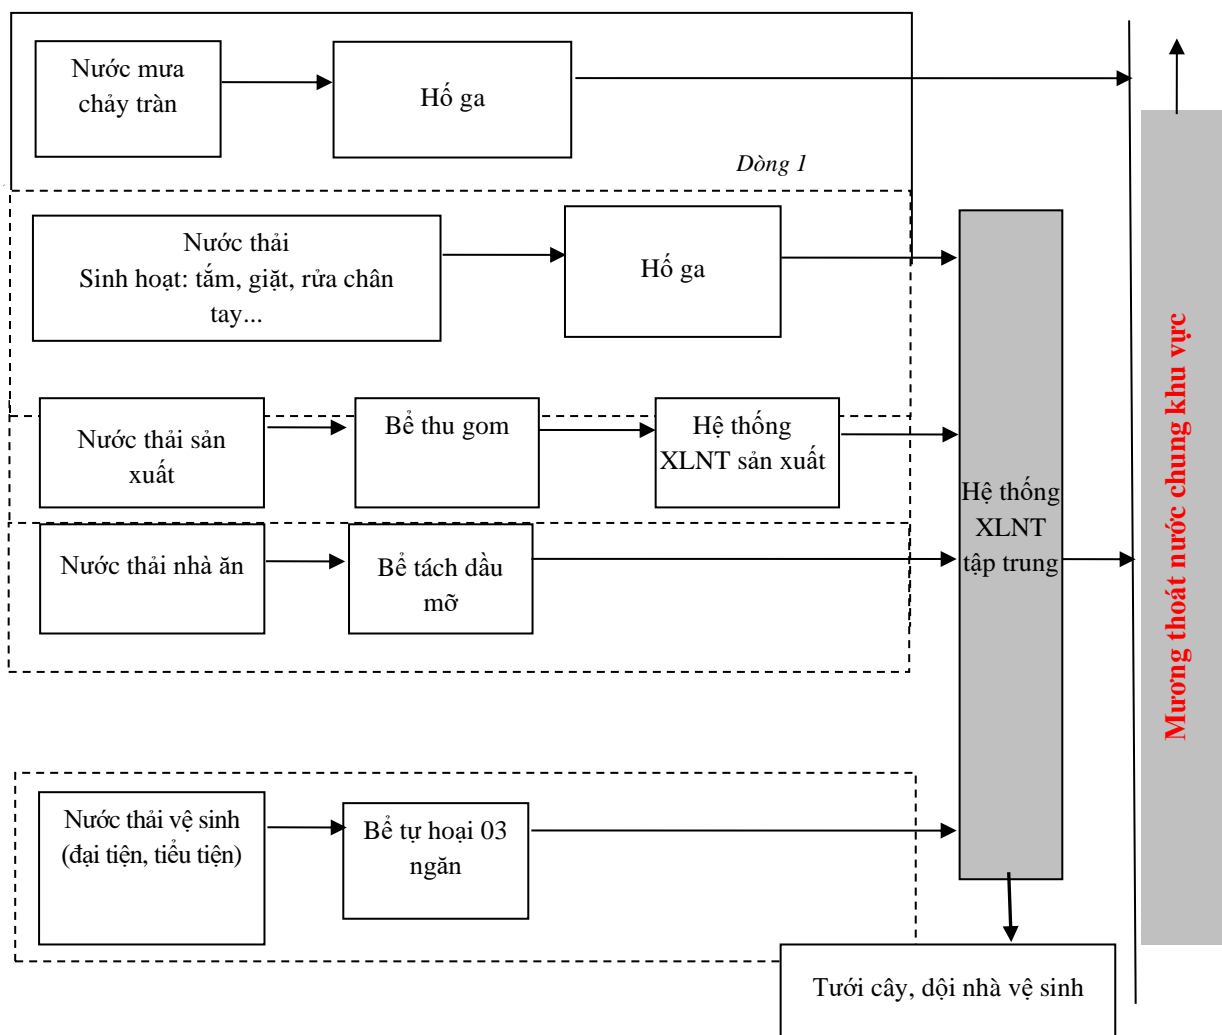 Nước mưa
chảy tràn
Hố ga
Dòng 1
Nước thải
Sinh hoạt: tắm, giặt, rửa chân
tay...
Hố ga
Nước thải sản
xuất
Bể thu gom
Hệ thống
XLNT sản xuất
Nước thải nhà ăn
Bể tách dầu
mỡ
Hệ thống
XLNT
tập trung
Mương thoát nước chung khu vực
Nước thải vệ sinh
(đại tiện, tiểu tiện)
Bể tự hoại 03
ngăn
Tưới cây, dội nhà vệ sinh